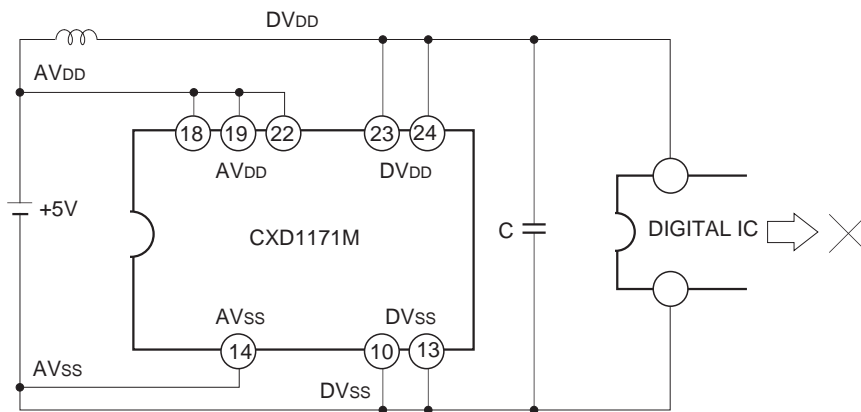 DVDD
AVDD
18 19 22 23 24
AVDD DVDD
+5V
CXD1171M
C
DIGITAL IC
AVSS DVSS
14 10 13
AVSS
DVSS